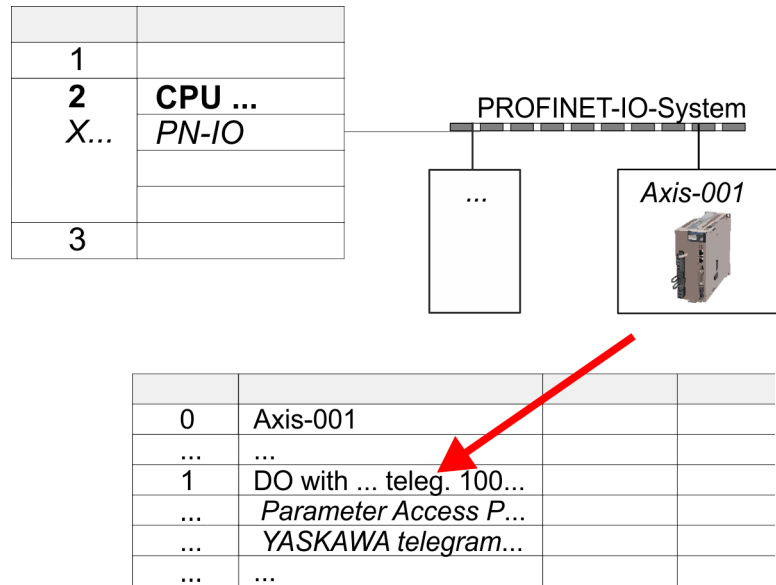 1
2 CPU ...
X... PN-IO
3
PROFINET-IO-System
...
Axis-001
0 Axis-001
... ...
1 DO with ... teleg. 100...
... Parameter Access P...
... YASKAWA telegram...
... ...